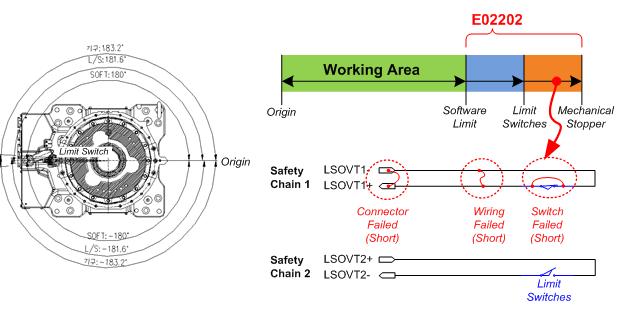 기구:183.2°
L/S:181.6°
SOFT:180°
Limit Switch
Origin
SOFT:-180°
L/S:-181.6°
기구:-183.2°
E02202
Working Area
Origin
Software
Limit
Limit
Switches
Mechanical
Stopper
Safety
Chain 1
LSOVT1-
LSOVT1+
Connector
Failed
(Short)
Wiring
Failed
(Short)
Switch
Failed
(Short)
Safety
Chain 2
LSOVT2+
LSOVT2-
Limit
Switches